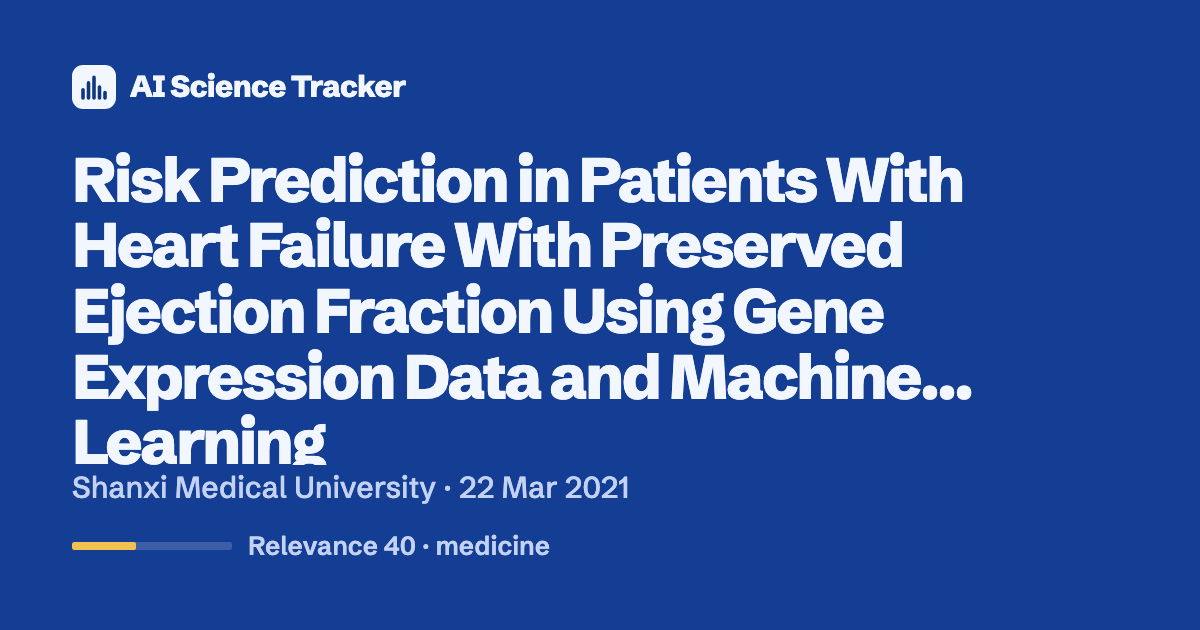 AI Science Tracker
Risk Prediction in Patients With
Heart Failure With Preserved
Ejection Fraction Using Gene
Expression Data and Machine...
Learning
Shanxi Medical University · 22 Mar 2021
Relevance 40 · medicine